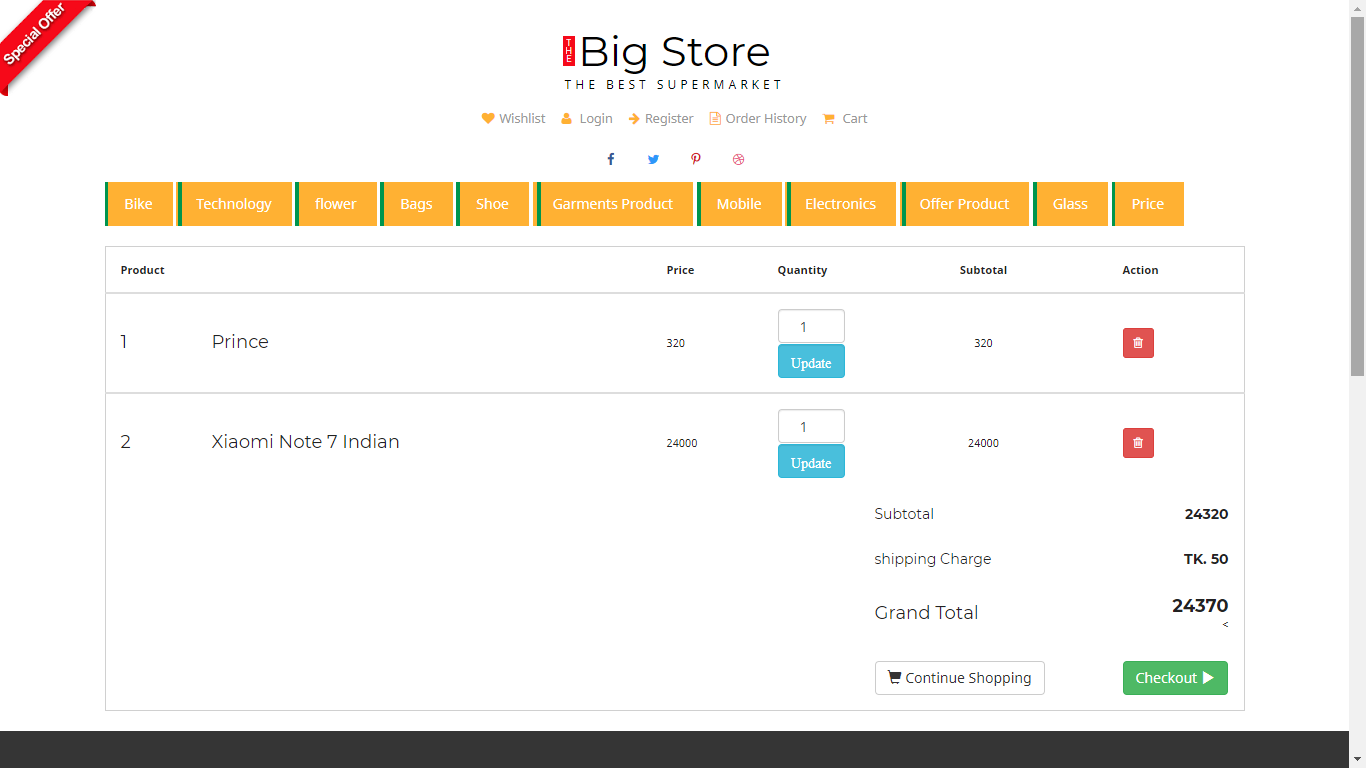 Special Offer
THE Big Store
THE BEST SUPERMARKET
Wishlist Login Register Order History Cart
Bike Technology flower Bags Shoe Garments Product Mobile Electronics Offer Product Glass Price
Product Price Quantity Subtotal Action
1 Prince 320 1 320
Update
2 Xiaomi Note 7 Indian 24000 1 24000
Update
Subtotal 24320
shipping Charge TK. 50
Grand Total 24370
<
Continue Shopping Checkout